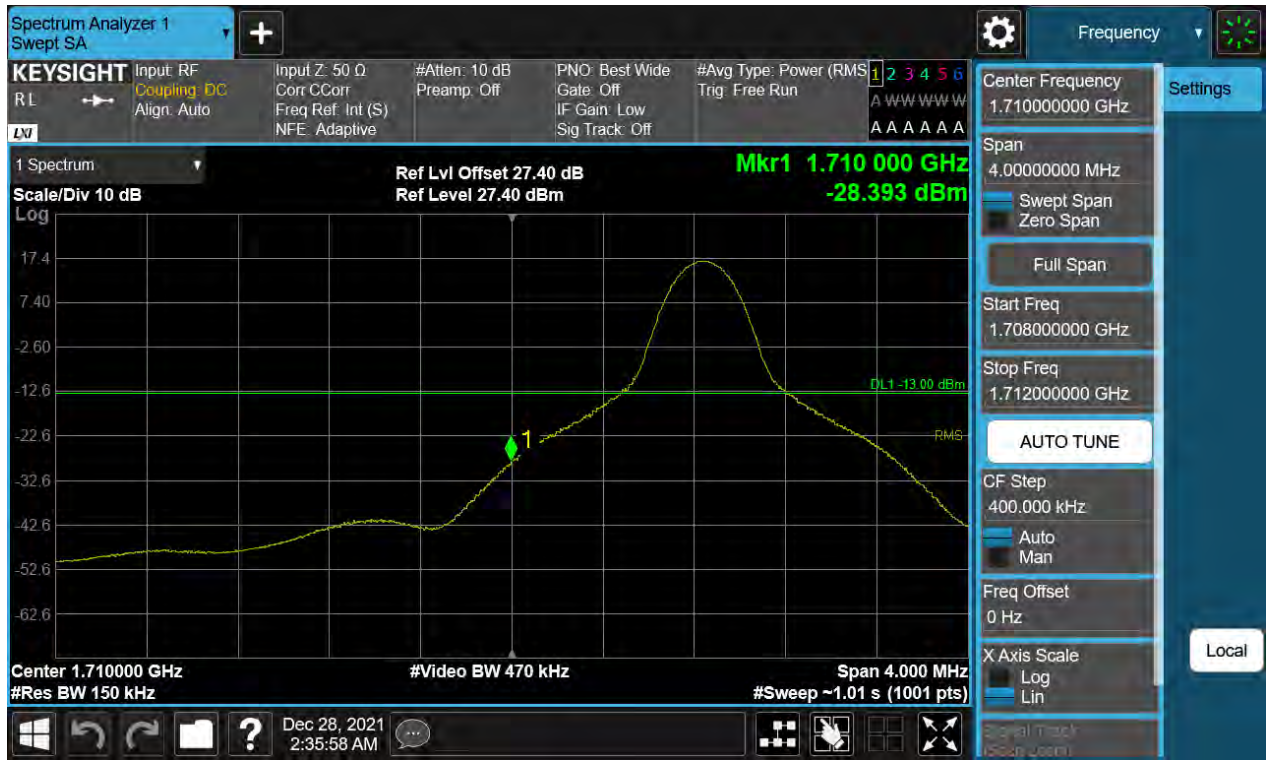 Spectrum Analyzer 1
Swept SA
Frequency
KEYSIGHT
RL
LXI
Input: RF
Coupling: DC
Align: Auto
Input Z: 50 Ω
Corr CCorr
Freq Ref: Int (S)
NFE: Adaptive
#Atten: 10 dB
Preamp: Off
PNO: Best Wide
Gate: Off
IF Gain: Low
Sig Track: Off
#Avg Type: Power (RMS
Trig: Free Run
1 2 3 4 5 6
A W W W W W
A A A A A A
1 Spectrum
Scale/Div 10 dB
Log
Ref Lvl Offset 27.40 dB
Ref Level 27.40 dBm
Mkr1 1.710 000 GHz
-28.393 dBm
17.4
7.40
-2.60
-12.6
-22.6
-32.6
-42.6
-52.6
-62.6
DL1 -13.00 dBm
1
RMS
Center 1.710000 GHz
#Video BW 470 kHz
Span 4.000 MHz
#Res BW 150 kHz
#Sweep ~1.01 s (1001 pts)
Center Frequency
1.710000000 GHz
Span
4.00000000 MHz
Swept Span
Zero Span
Full Span
Start Freq
1.708000000 GHz
Stop Freq
1.712000000 GHz
AUTO TUNE
CF Step
400.000 kHz
Auto
Man
Freq Offset
0 Hz
X Axis Scale
Log
Lin
Signal Track
(Span Zoom)
Settings
Local
?
Dec 28, 2021
2:35:58 AM